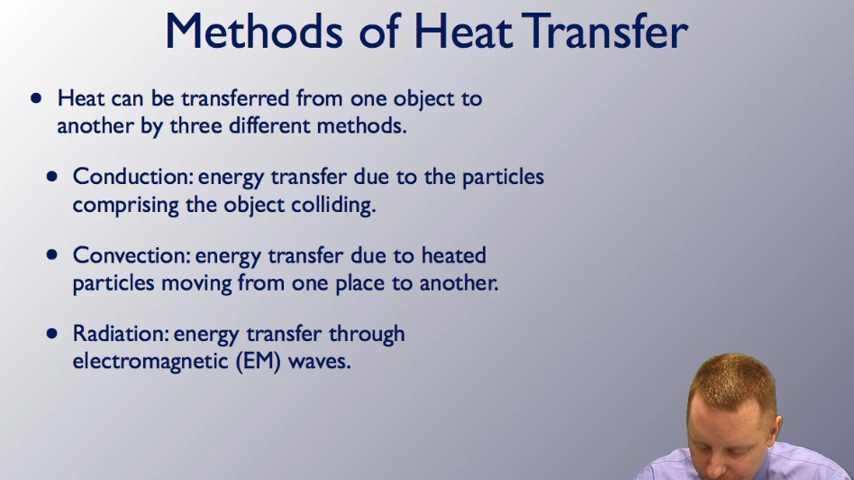 Methods of Heat Transfer
• Heat can be transferred from one object to
another by three different methods.
• Conduction: energy transfer due to the particles
comprising the object colliding.
• Convection: energy transfer due to heated
particles moving from one place to another.
• Radiation: energy transfer through
electromagnetic (EM) waves.